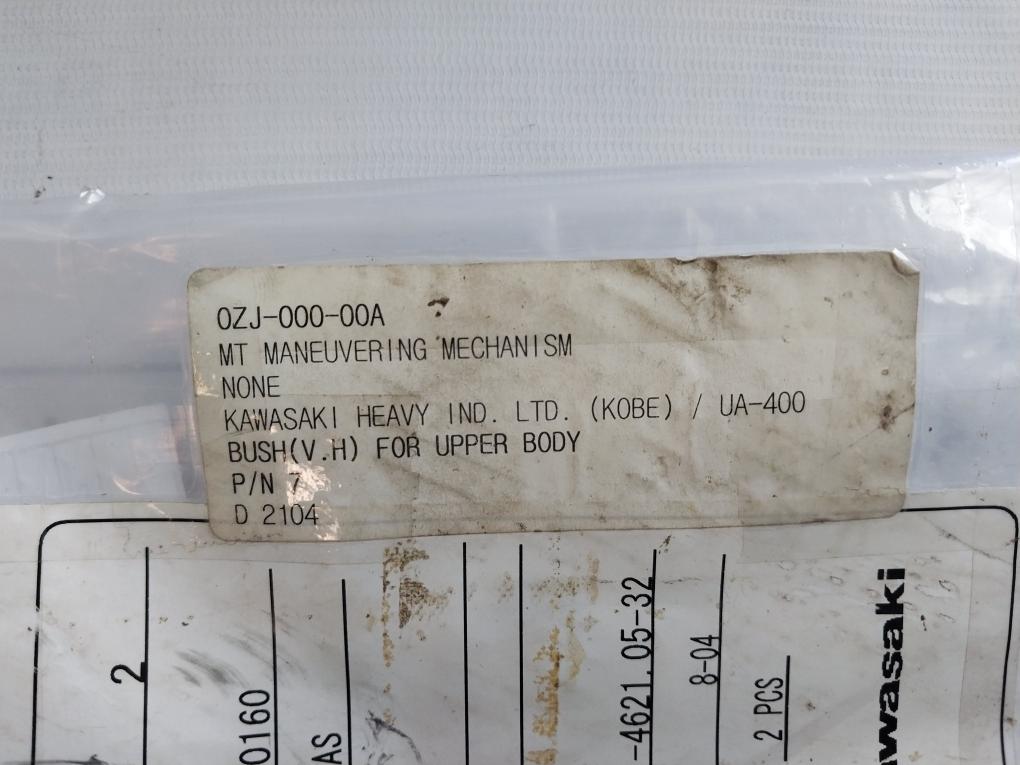 0ZJ-000-00A
MT MANEUVERING MECHANISM
NONE
KAWASAKI HEAVY IND. LTD. (KOBE) / UA-400
BUSH(V.H) FOR UPPER BODY
P/N 7
D 2104
2
0160
AS
-4621.05-32
8-04
2 PCS
awasaki